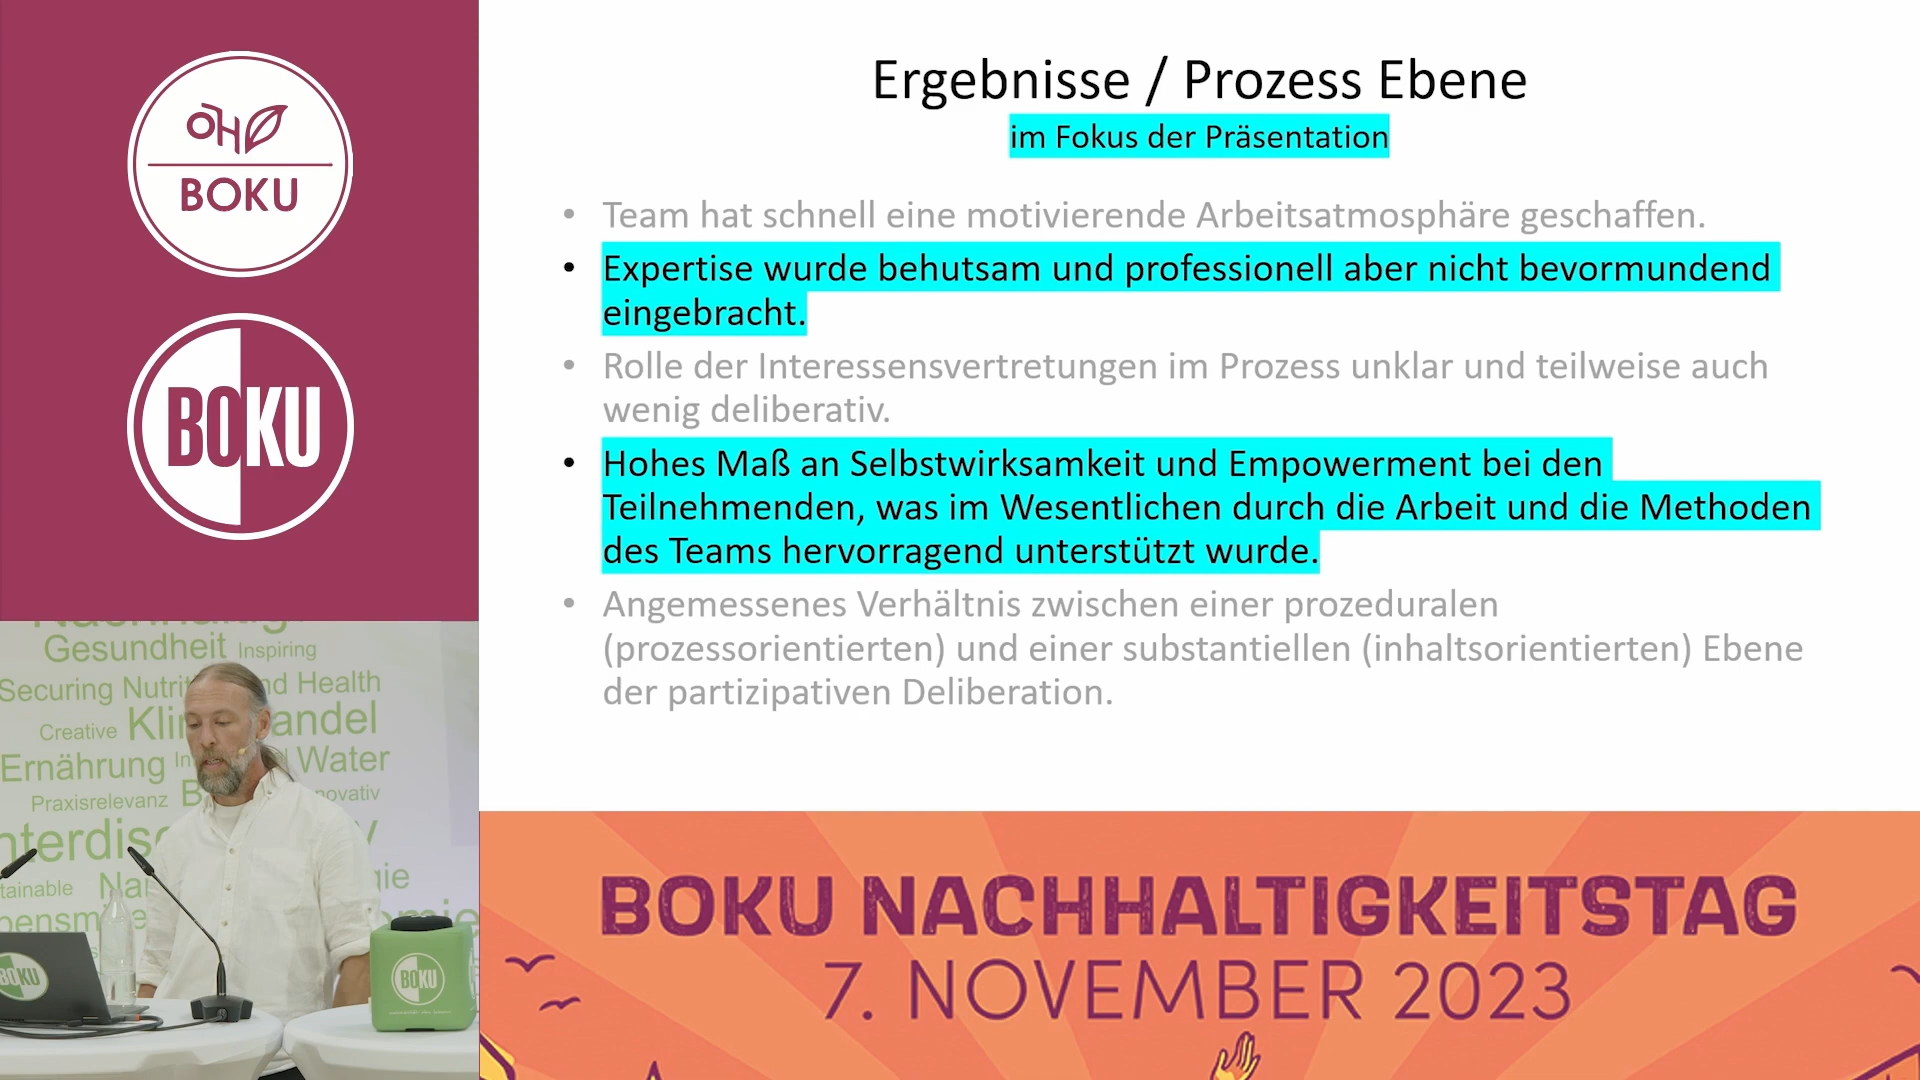 ÖH
BOKU
BOKU
Ergebnisse / Prozess Ebene
im Fokus der Präsentation
• Team hat schnell eine motivierende Arbeitsatmosphäre geschaffen.
• Expertise wurde behutsam und professionell aber nicht bevormundend
eingebracht.
• Rolle der Interessensvertretungen im Prozess unklar und teilweise auch
wenig deliberativ.
• Hohes Maß an Selbstwirksamkeit und Empowerment bei den
Teilnehmenden, was im Wesentlichen durch die Arbeit und die Methoden
des Teams hervorragend unterstützt wurde.
• Angemessenes Verhältnis zwischen einer prozeduralen
(prozessorientierten) und einer substantiellen (inhaltsorientierten) Ebene
der partizipativen Deliberation.
Gesundheit Inspiring
Securing and Health
Creative
Ernährung Water
Praxisrelevanz
BOKU
BOKU
BOKU NACHHALTIGKEITSTAG
7. NOVEMBER 2023